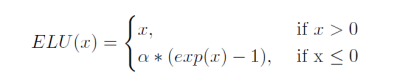 ELU(x) = { x, if x > 0
α * (exp(x) − 1), if x ≤ 0